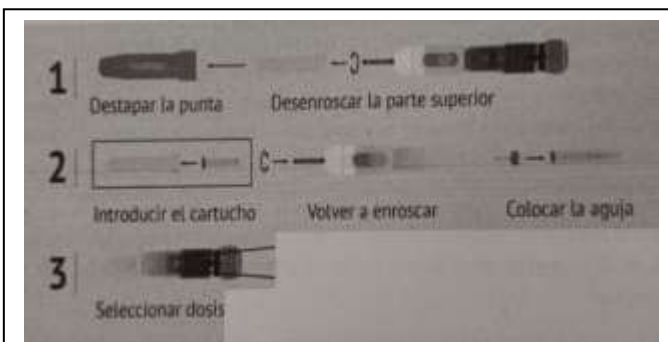 1
Destapar la punta Desenroscar la parte superior
2
Introducir el cartucho Volver a enroscar Colocar la aguja
3
Seleccionar dosis